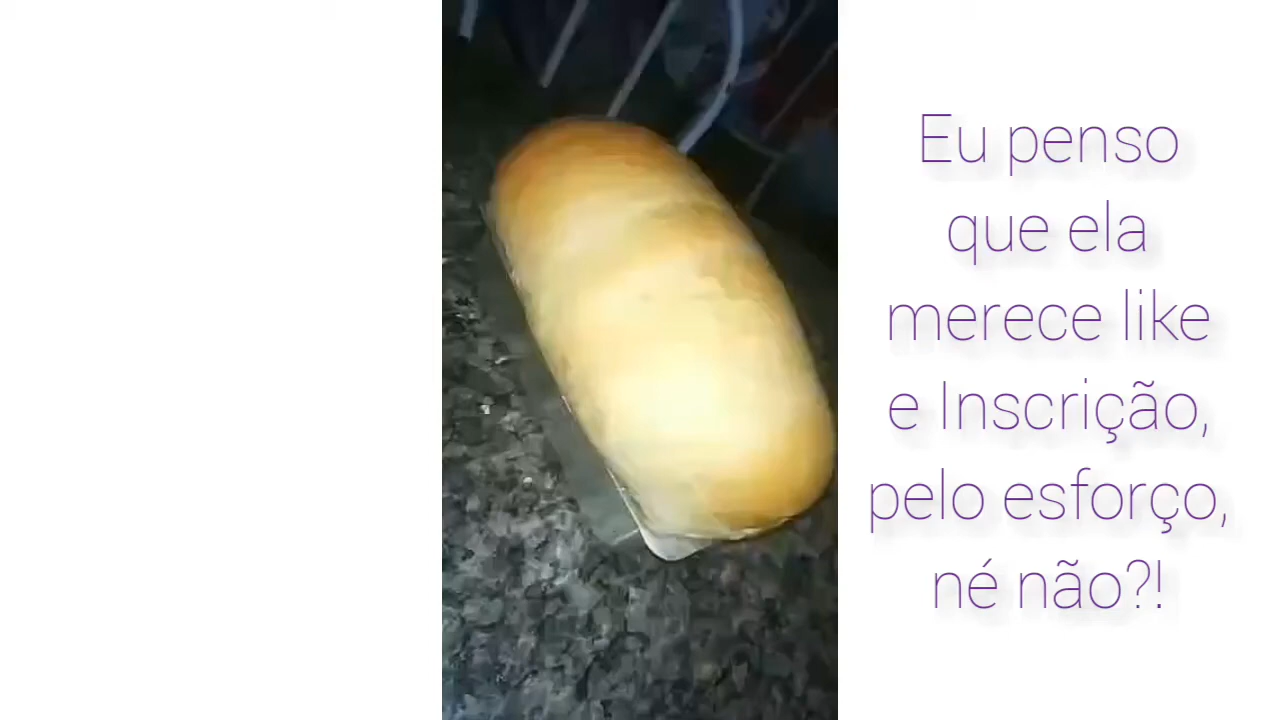 Eu penso
que ela
merece like
e Inscrição,
pelo esforço,
né não?!